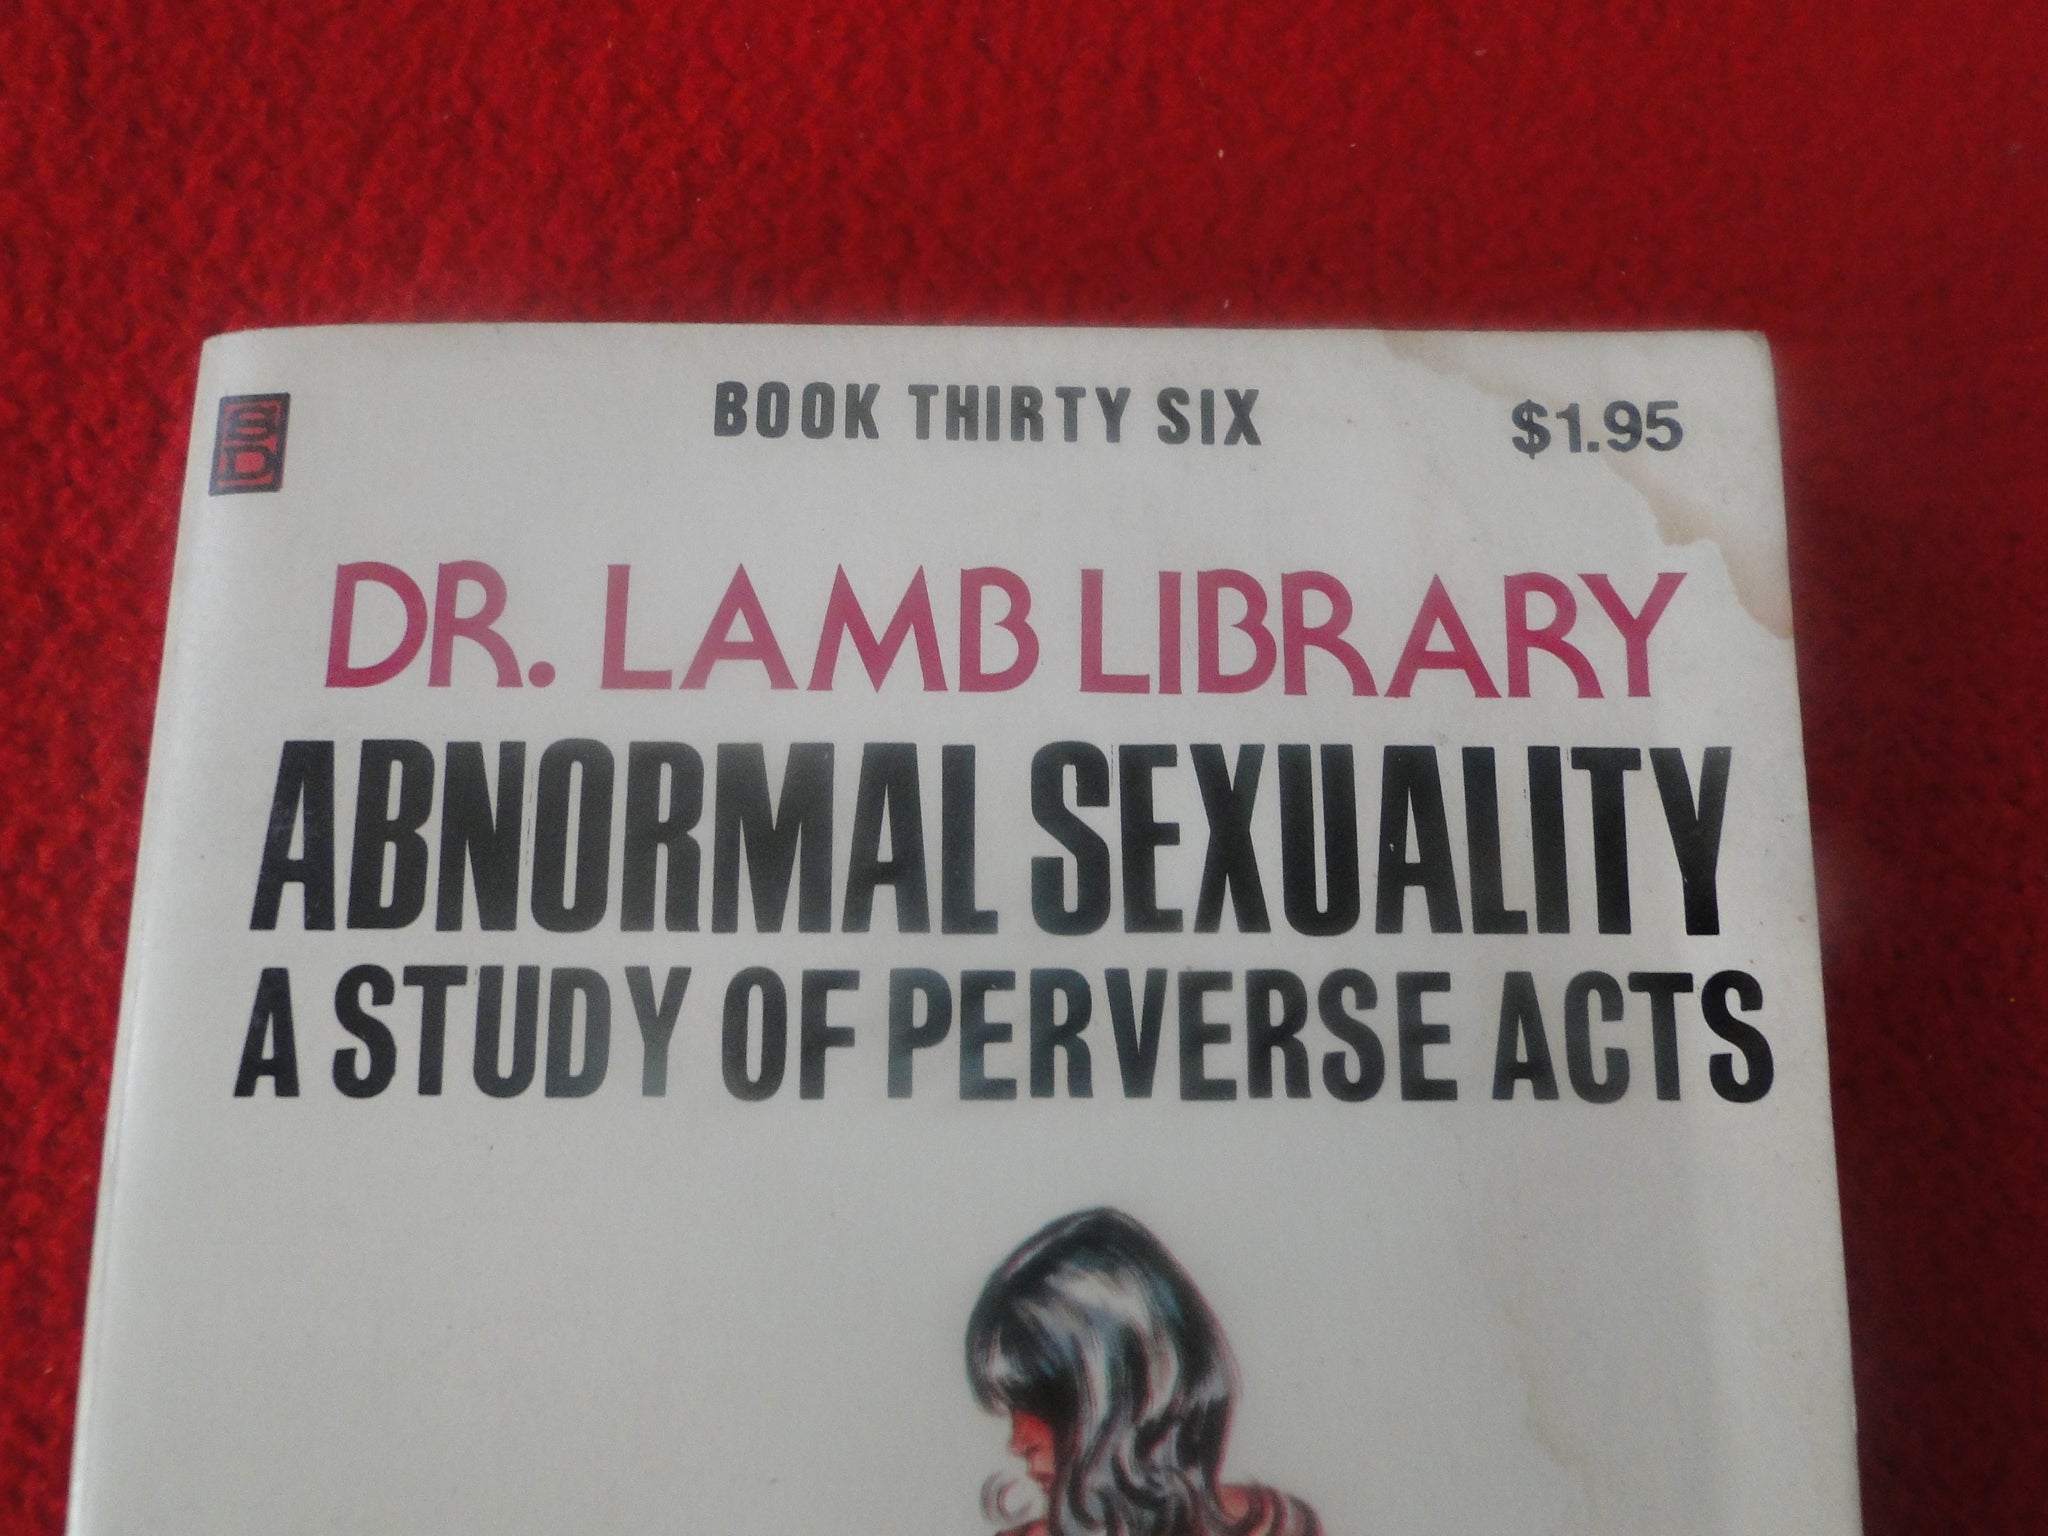 BOOK THIRTY SIX
$1.95
DR. LAMB LIBRARY
ABNORMAL SEXUALITY
A STUDY OF PERVERSE ACTS